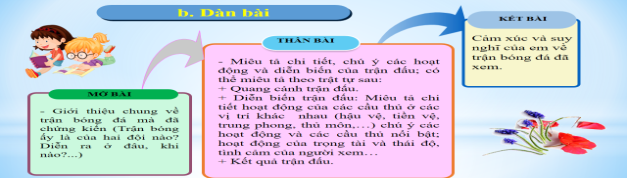 b. Dàn bài
MỞ BÀI
- Giới thiệu chung về
trận bóng đá mà đã
chứng kiến (Trận bóng
ấy là của hai đội nào?
Diễn ra ở đâu, khi
nào?...)
THÂN BÀI
- Miêu tả chi tiết, chú ý các hoạt
động và diễn biến của trận đấu; có
thể miêu tả theo trật tự sau:
+ Quang cảnh trận đấu.
+ Diễn biến trận đấu: Miêu tả chi
tiết hoạt động của các cầu thủ ở các
vị trí khác nhau (hậu vệ, tiền vệ,
trung phong, thủ môn,...) chú ý các
hoạt động và các cầu thủ nổi bật;
hoạt động của trọng tài và thái độ,
tình cảm của người xem...
+ Kết quả trận đấu.
KẾT BÀI
Cảm xúc và suy
nghĩ của em về
trận bóng đá đã
xem.